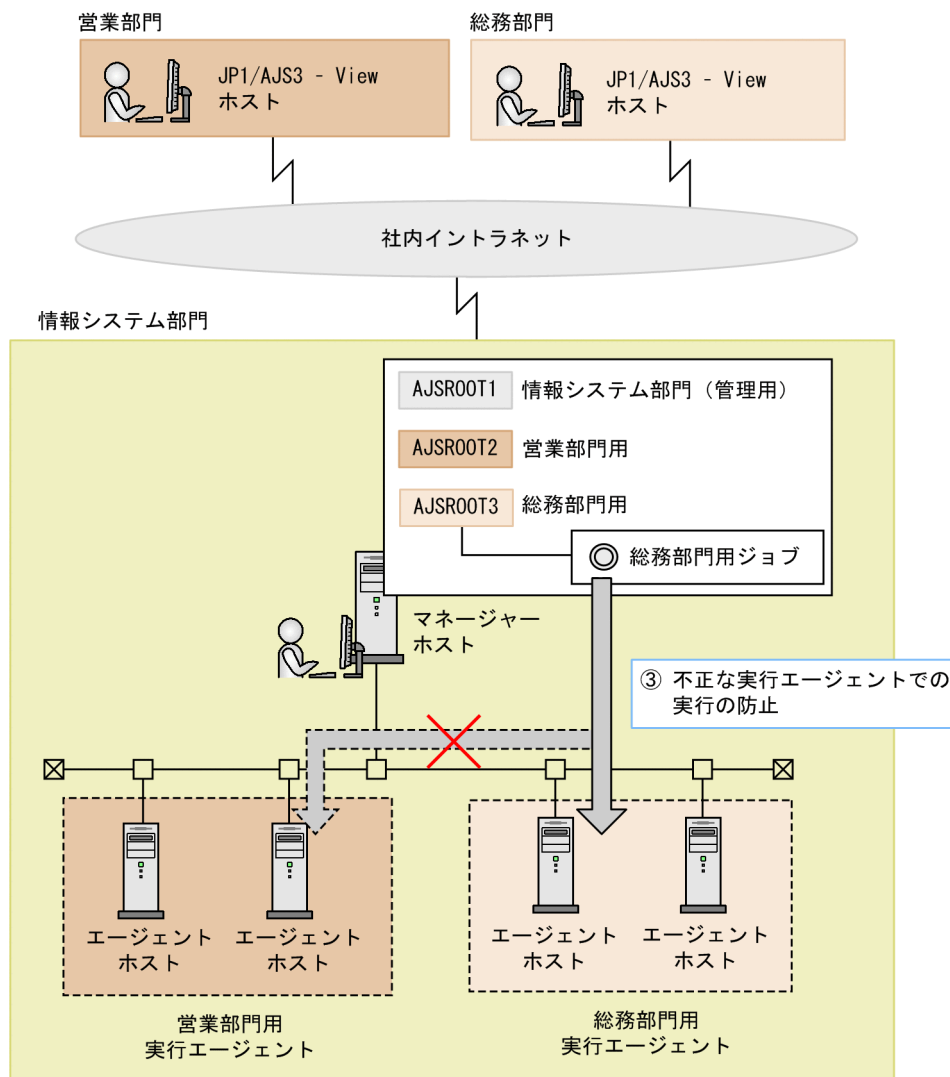 営業部門
総務部門
JP1/AJS3 - View
ホスト
JP1/AJS3 - View
ホスト
社内イントラネット
情報システム部門
AJSROOT1 情報システム部門（管理用）
AJSROOT2 営業部門用
AJSROOT3 総務部門用
総務部門用ジョブ
マネージャー
ホスト
③ 不正な実行エージェントでの
実行の防止
エージェント
ホスト
エージェント
ホスト
エージェント
ホスト
エージェント
ホスト
営業部門用
実行エージェント
総務部門用
実行エージェント